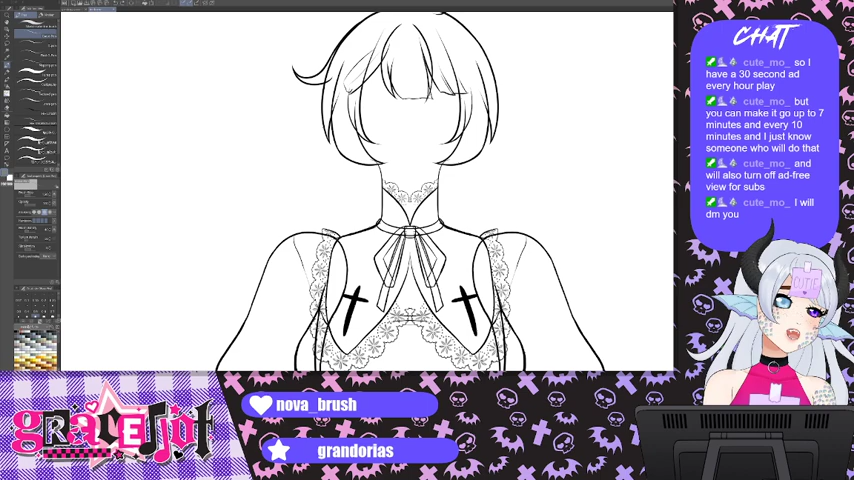 CHAT
cute_mo_ so I
have a 30 second ad
every hour play
cute_mo_ but
you can make it go up to 7
minutes and every 10
minutes and I just know
someone who will do that
cute_mo_ and
will also turn off ad-free
view for subs
cute_mo_ I will
dm you
CUTIE
nova_brush
grandorias